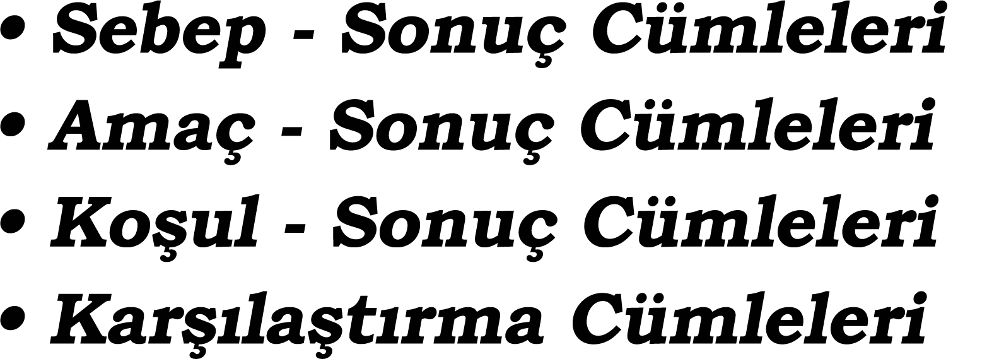 • Sebep - Sonuç Cümleleri
• Amaç - Sonuç Cümleleri
• Koşul - Sonuç Cümleleri
• Karşılaştırma Cümleleri